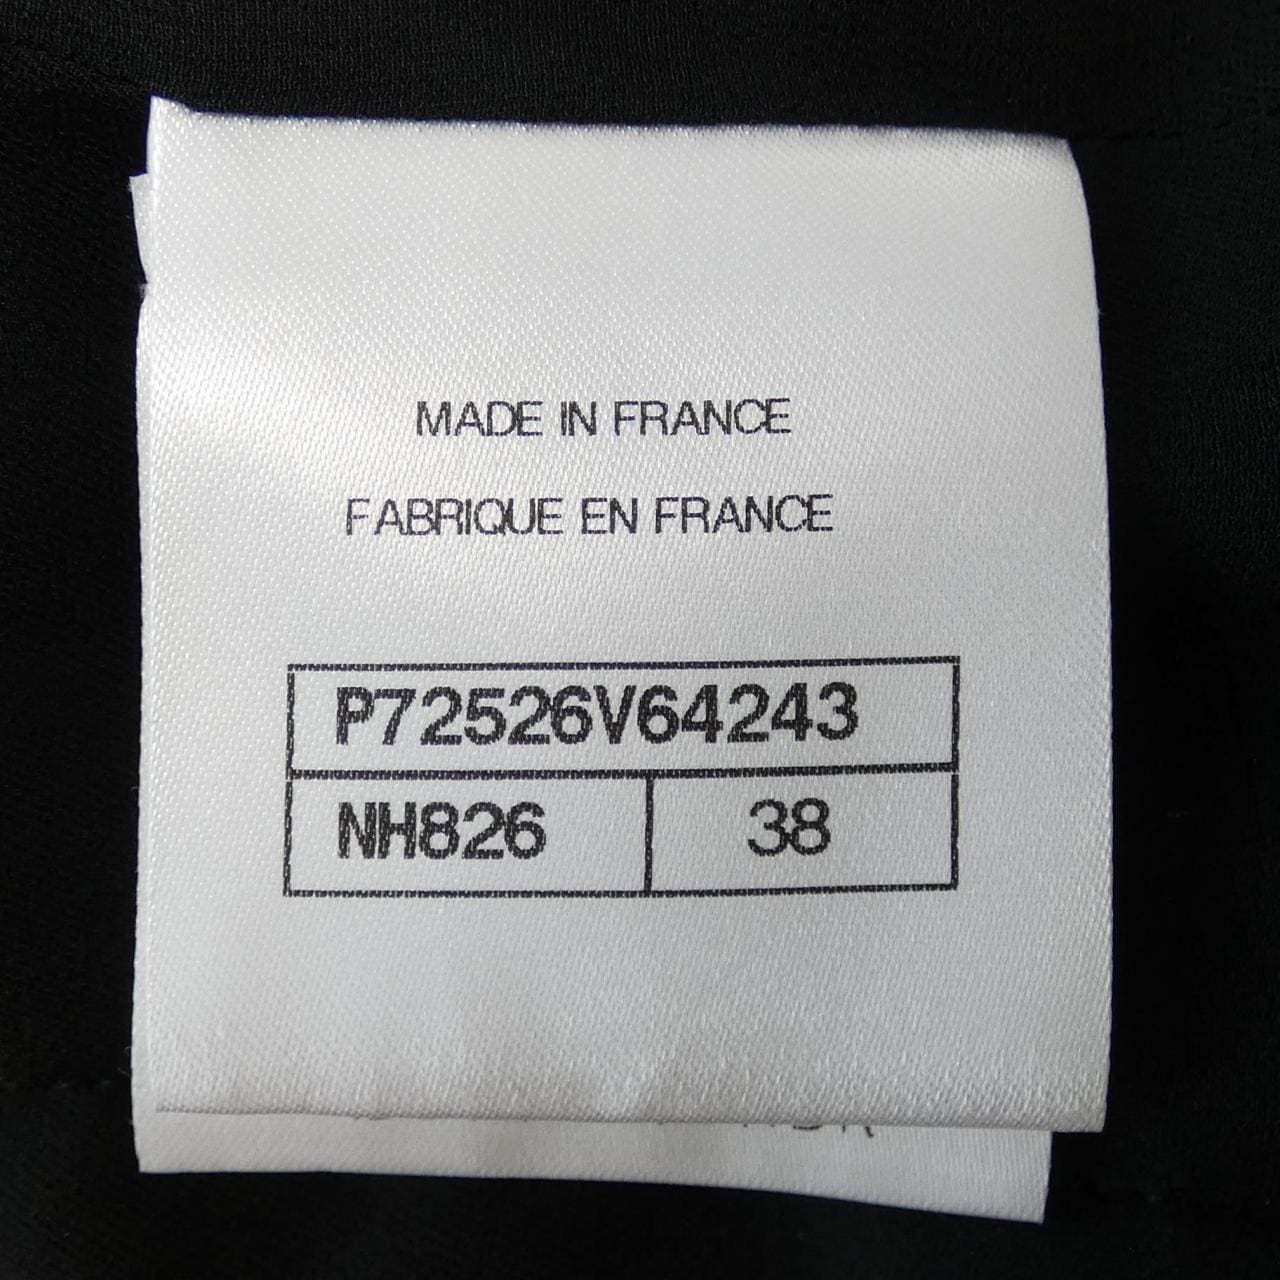 MADE IN FRANCE
FABRIQUE EN FRANCE
P72526V64243
NH826 38